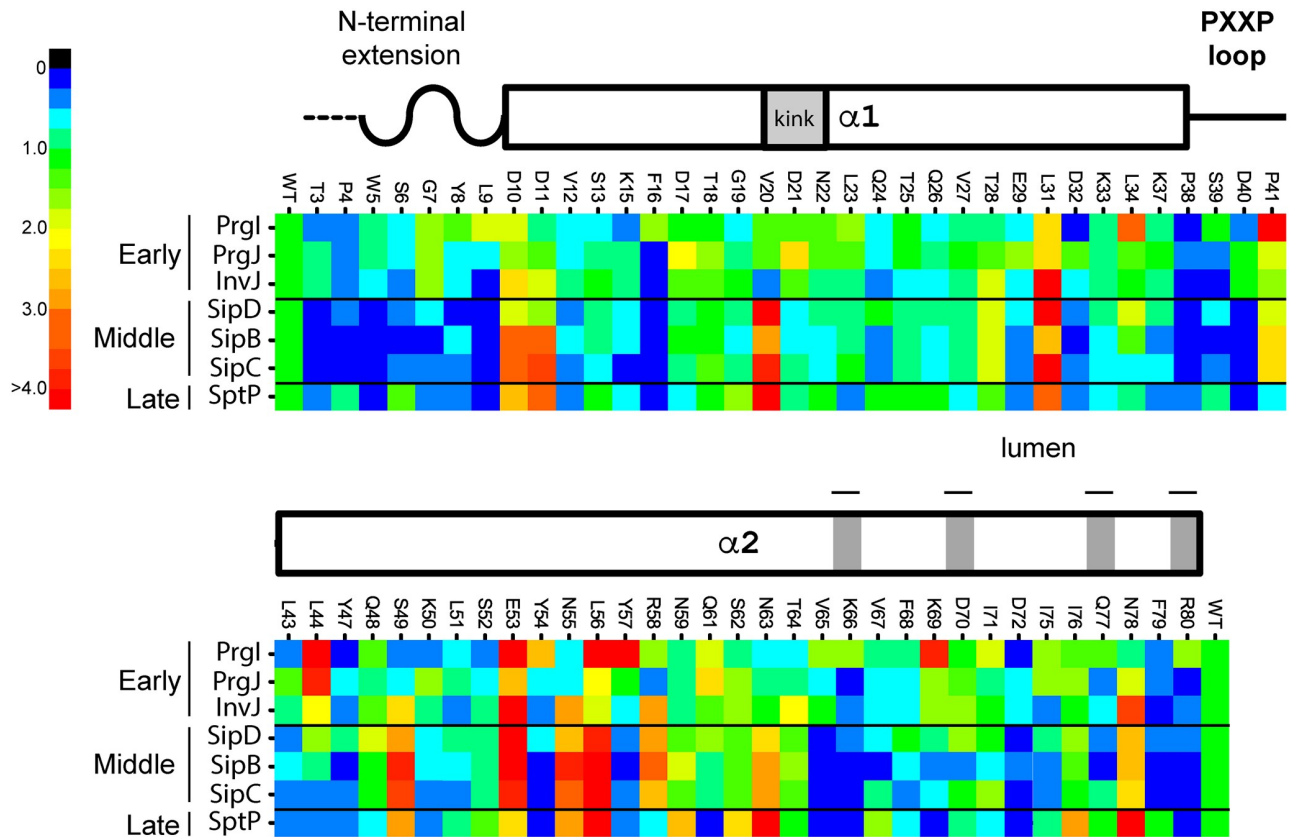 N-terminal
extension
PXXP
loop
kink
α1
0
1.0
2.0
3.0
>4.0
WT T3 P4 W5 S6 G7 Y8 L9 D10 D11 V12 S13 K15 F16 D17 T18 G19 V20 D21 N22 L23 Q24 T25 Q26 V27 T28 E29 L31 D32 K33 L34 K37 P38 S39 D40 P41
Early
PrgI
PrgJ
InvJ
Middle
SipD
SipB
SipC
Late
SptP
lumen
α2
L43 L44 Y47 Q48 S49 K50 L51 S52 E53 Y54 N55 L56 Y57 R58 N59 Q61 S62 N63 T64 V65 K66 V67 F68 K69 D70 I71 D72 I75 I76 Q77 N78 F79 R80 WT
Early
PrgI
PrgJ
InvJ
Middle
SipD
SipB
SipC
Late
SptP